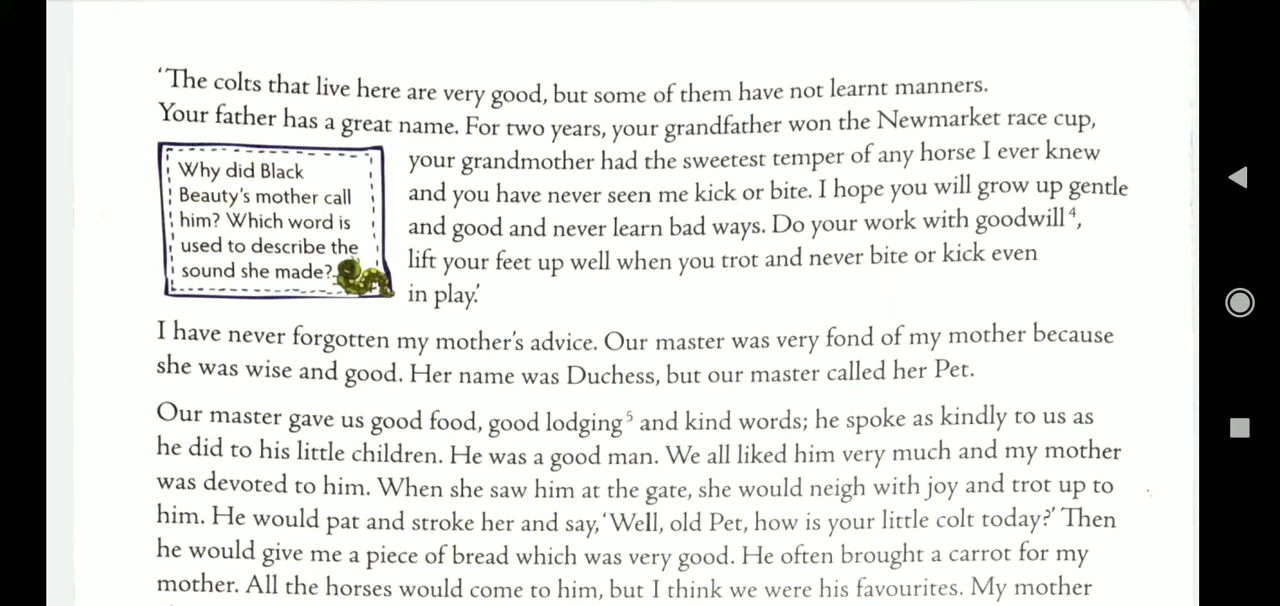 ‘The colts that live here are very good, but some of them have not learnt manners.
Your father has a great name. For two years, your grandfather won the Newmarket race cup,
your grandmother had the sweetest temper of any horse I ever knew
and you have never seen me kick or bite. I hope you will grow up gentle
and good and never learn bad ways. Do your work with goodwill⁴,
lift your feet up well when you trot and never bite or kick even
in play.’
Why did Black
Beauty’s mother call
him? Which word is
used to describe the
sound she made?
I have never forgotten my mother’s advice. Our master was very fond of my mother because
she was wise and good. Her name was Duchess, but our master called her Pet.
Our master gave us good food, good lodging⁵ and kind words; he spoke as kindly to us as
he did to his little children. He was a good man. We all liked him very much and my mother
was devoted to him. When she saw him at the gate, she would neigh with joy and trot up to
him. He would pat and stroke her and say, ‘Well, old Pet, how is your little colt today?’ Then
he would give me a piece of bread which was very good. He often brought a carrot for my
mother. All the horses would come to him, but I think we were his favourites. My mother